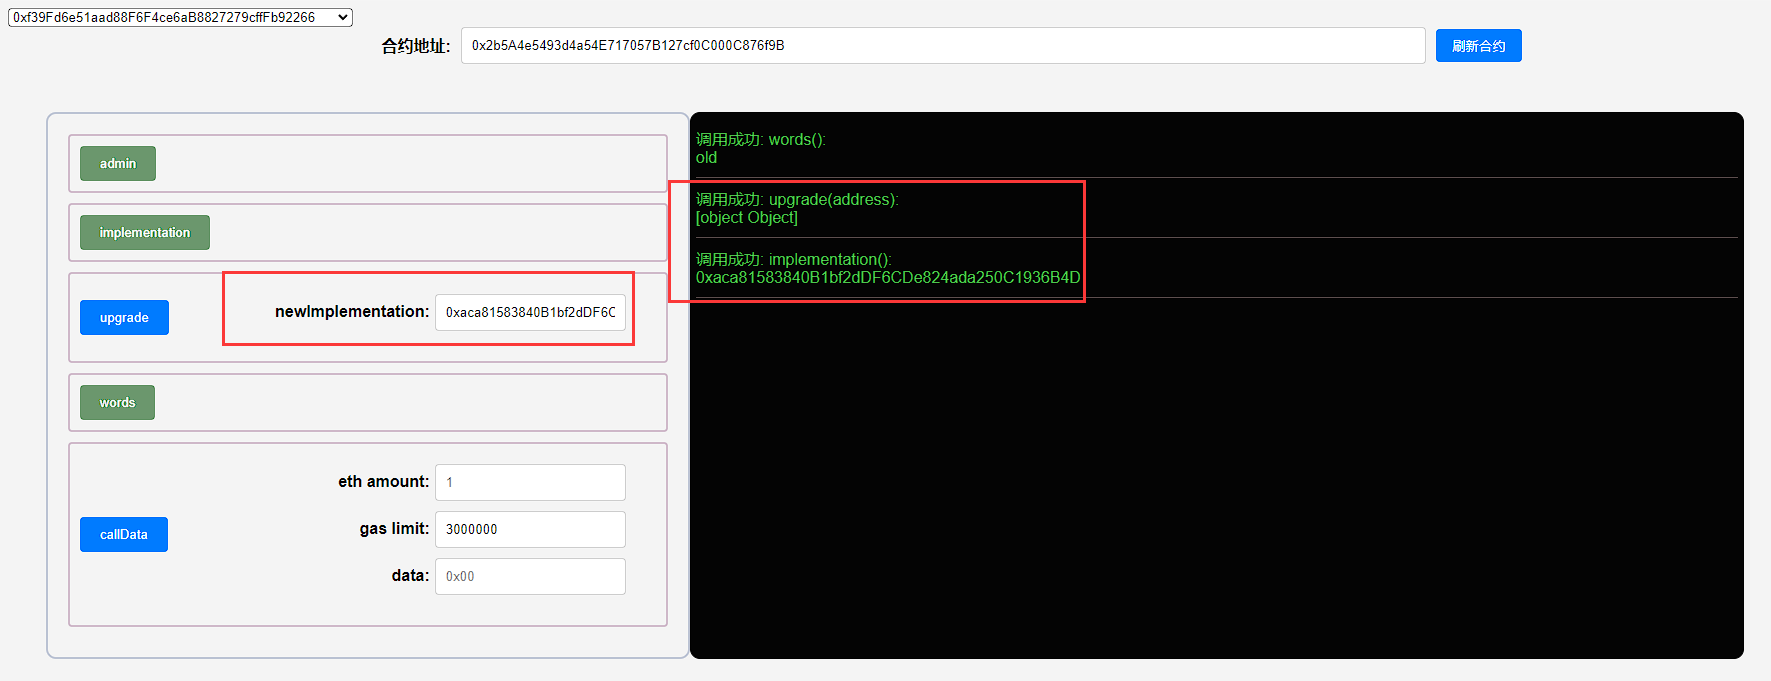 0xf39Fd6e51aad88F6F4ce6aB8827279cffFb92266
合约地址: 0x2b5A4e5493d4a54E717057B127cf0C000C876f9B 刷新合约
admin
implementation
upgrade newImplementation: 0xaca81583840B1bf2dDF6C
words
eth amount: 1
gas limit: 3000000
callData
data: 0x00
调用成功: words():
old
调用成功: upgrade(address):
[object Object]
调用成功: implementation():
0xaca81583840B1bf2dDF6CDe824ada250C1936B4D